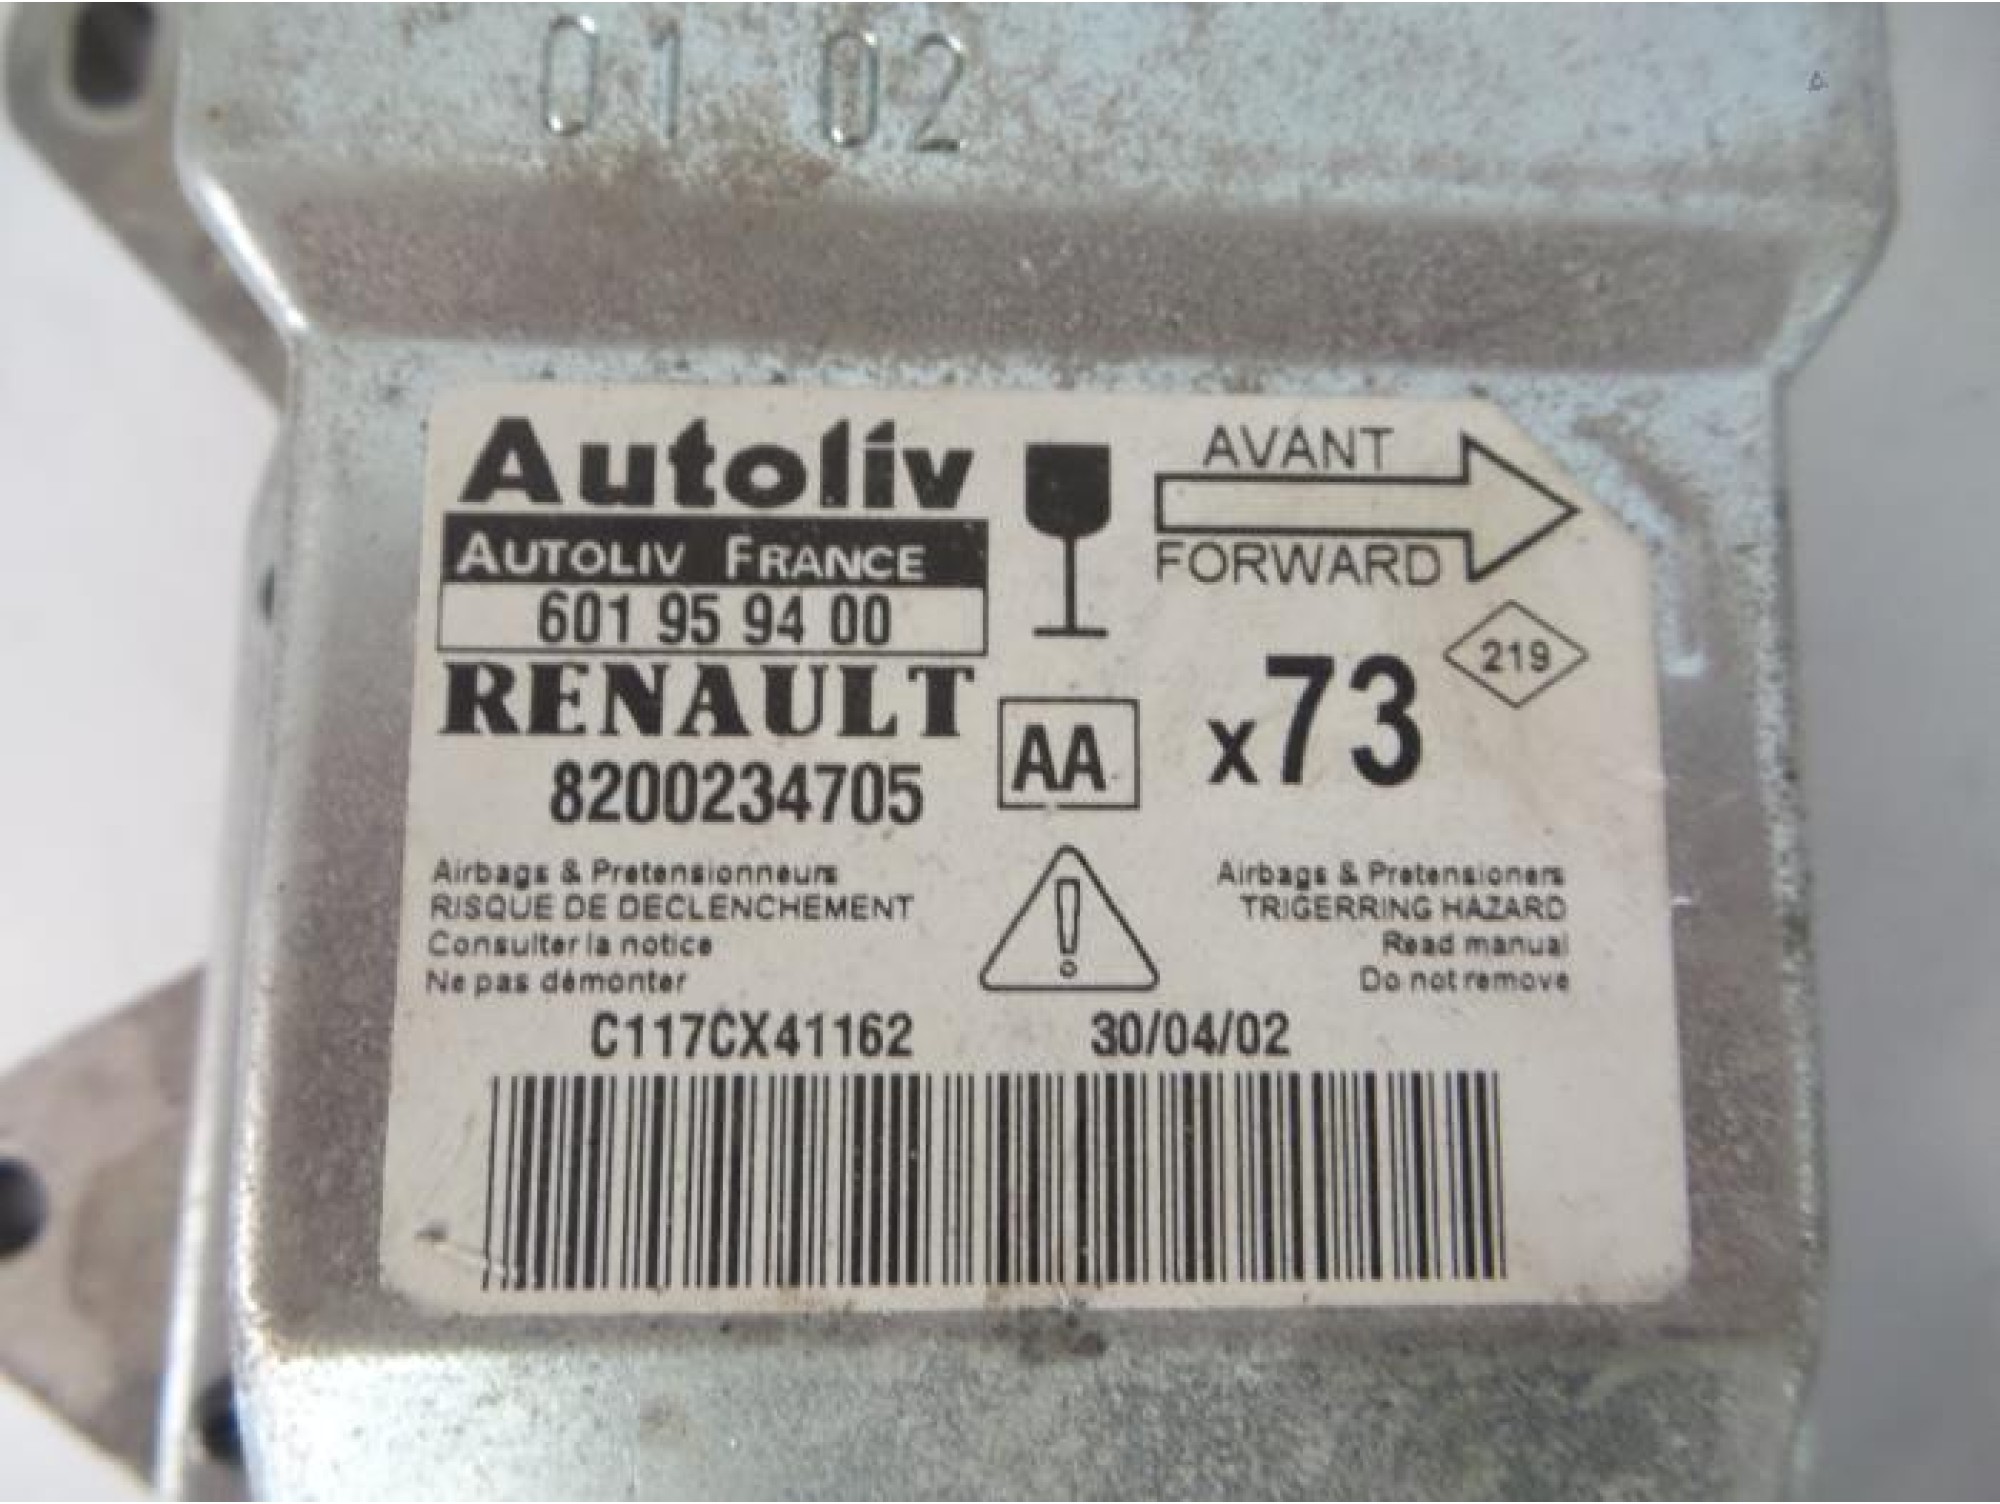 01 02
Autoliv
AUTOLIV FRANCE
601 95 94 00
AVANT
FORWARD
219
RENAULT
8200234705
AA
x73
Airbags & Pretensionneurs
RISQUE DE DECLENCHEMENT
Consulter la notice
Ne pas démonter
Airbags & Pretensioners
TRIGERRING HAZARD
Read manual
Do not remove
C117CX41162 30/04/02